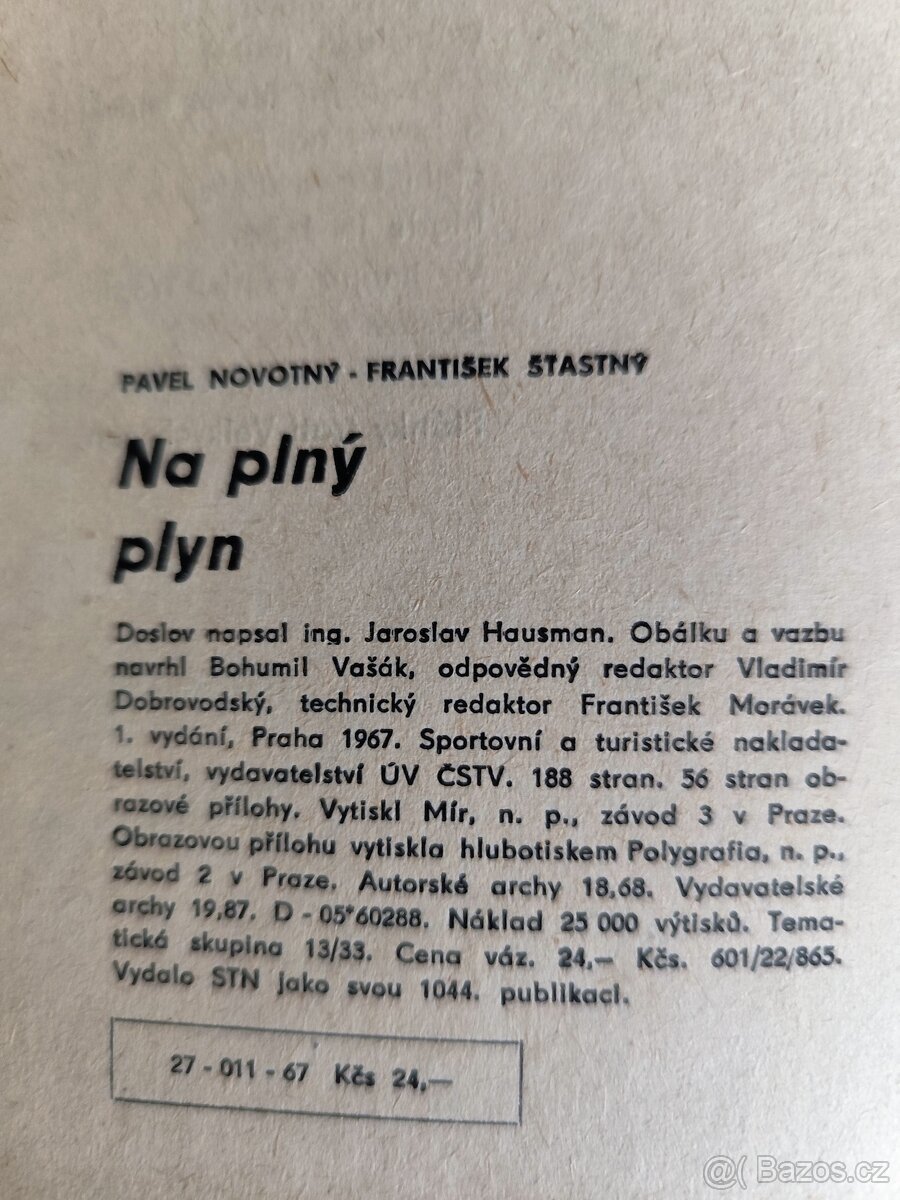 PAVEL NOVOTNÝ - FRANTIŠEK ŠŤASTNÝ
Na plný
plyn
Doslov napsal ing. Jaroslav Hausman. Obálku a vazbu
navrhl Bohumil Vašák, odpovědný redaktor Vladimír
Dobrovodský, technický redaktor František Morávek.
1. vydání, Praha 1967. Sportovní a turistické naklada-
telství, vydavatelství ÚV ČSTV. 188 stran. 56 stran ob-
razové přílohy. Vytiskl Mír, n. p., závod 3 v Praze.
Obrazovou přílohu vytiskla hlubotiskem Polygrafia, n. p.,
závod 2 v Praze. Autorské archy 18,68. Vydavatelské
archy 19,87. D - 05*60288. Náklad 25 000 výtisků. Tema-
tická skupina 13/33. Cena váz. 24,— Kčs. 601/22/865.
Vydalo STN jako svou 1044. publikaci.
27 - 011 - 67 Kčs 24,—
@( Bazos.cz